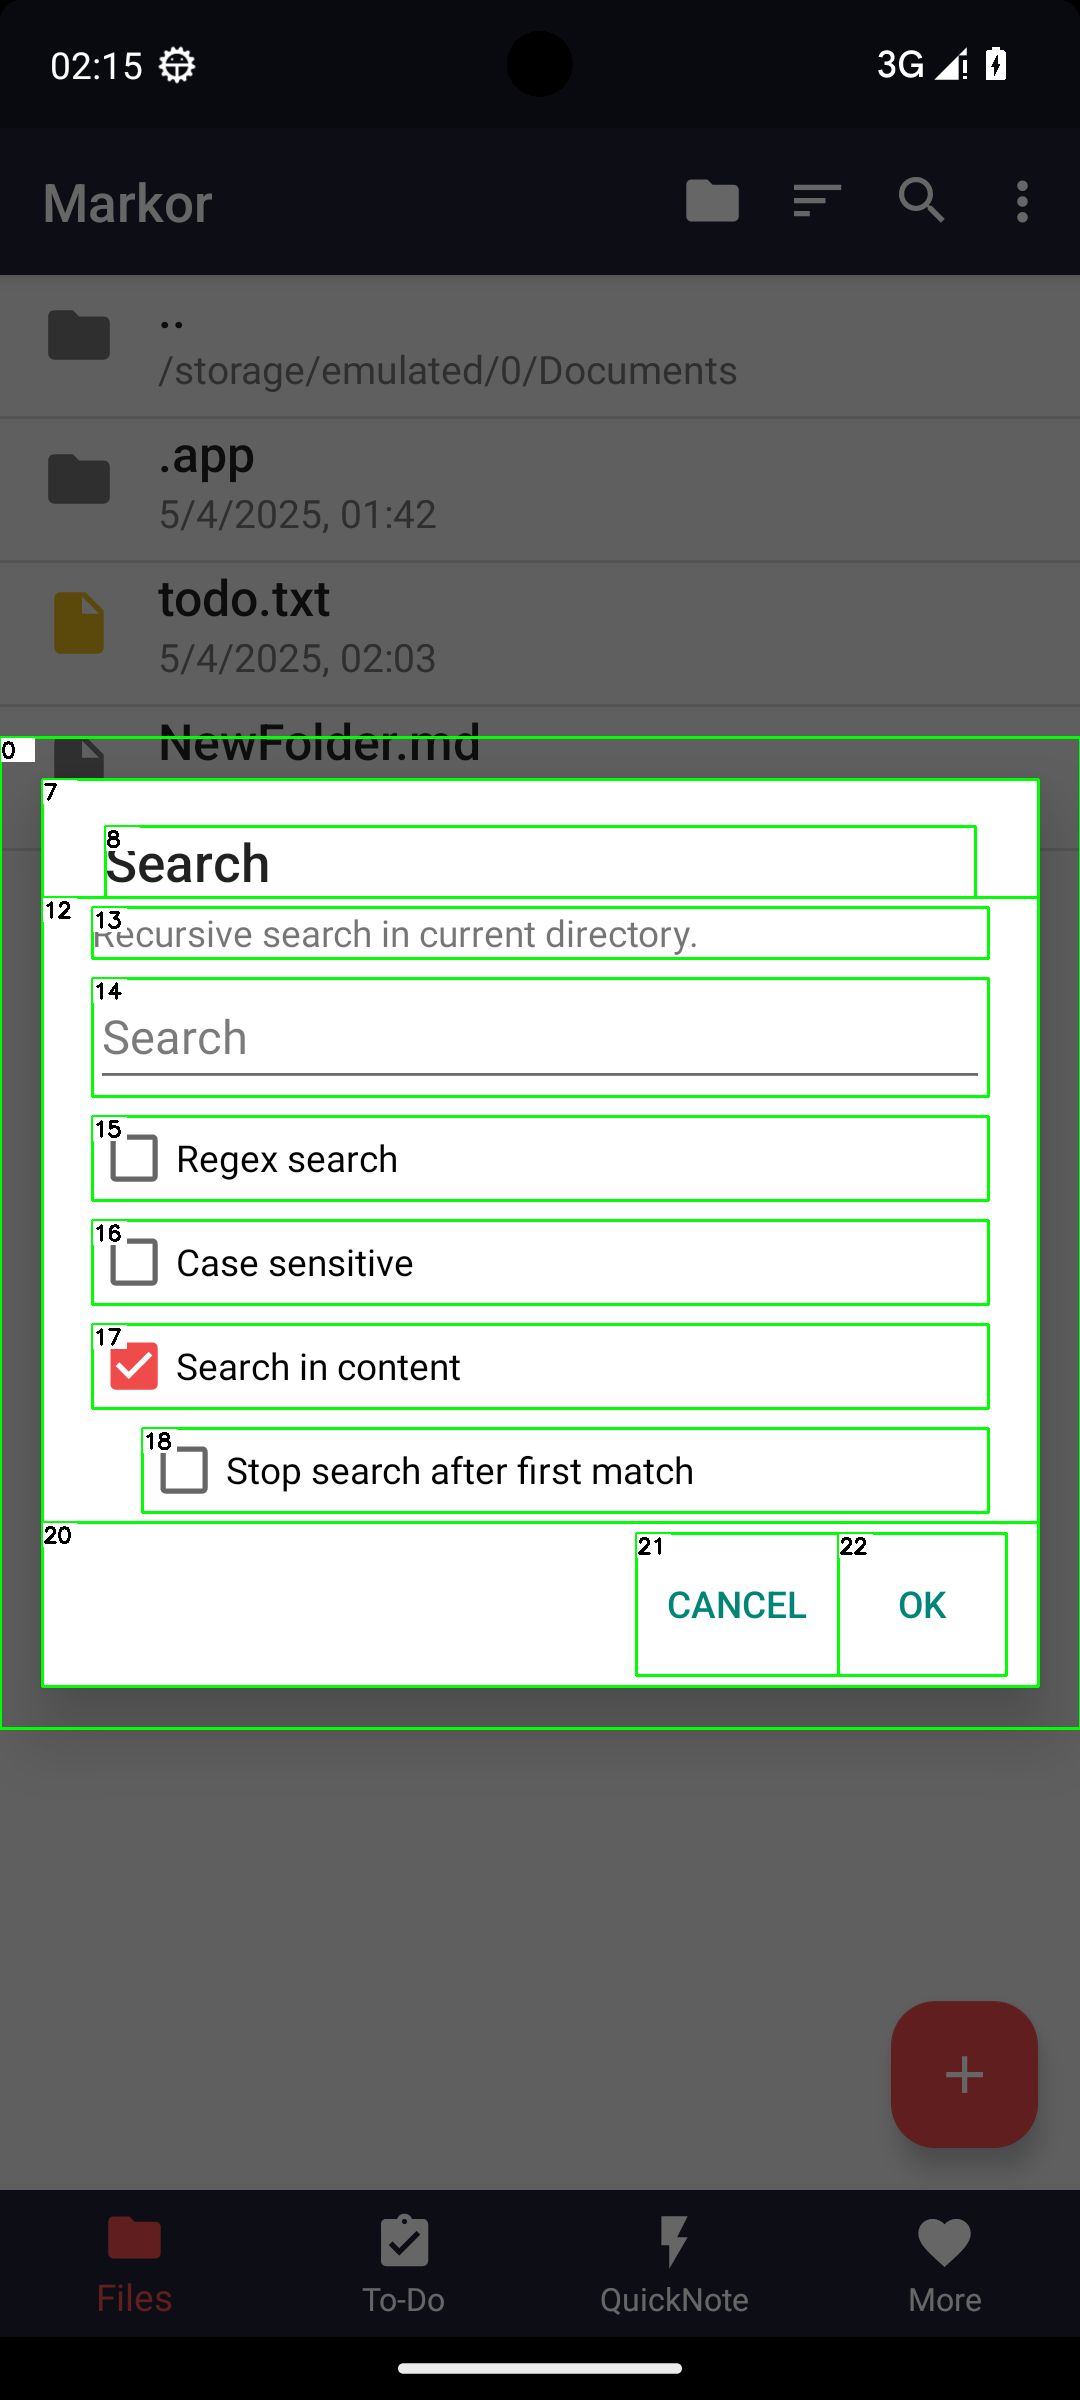 02:15
3G
Markor
..
/storage/emulated/0/Documents
.app
5/4/2025, 01:42
todo.txt
5/4/2025, 02:03
NewFolder.md
0
7
8
Search
12
13
Recursive search in current directory.
14
Search
15
Regex search
16
Case sensitive
17
Search in content
18
Stop search after first match
20
21
CANCEL
22
OK
Files
To-Do
QuickNote
More